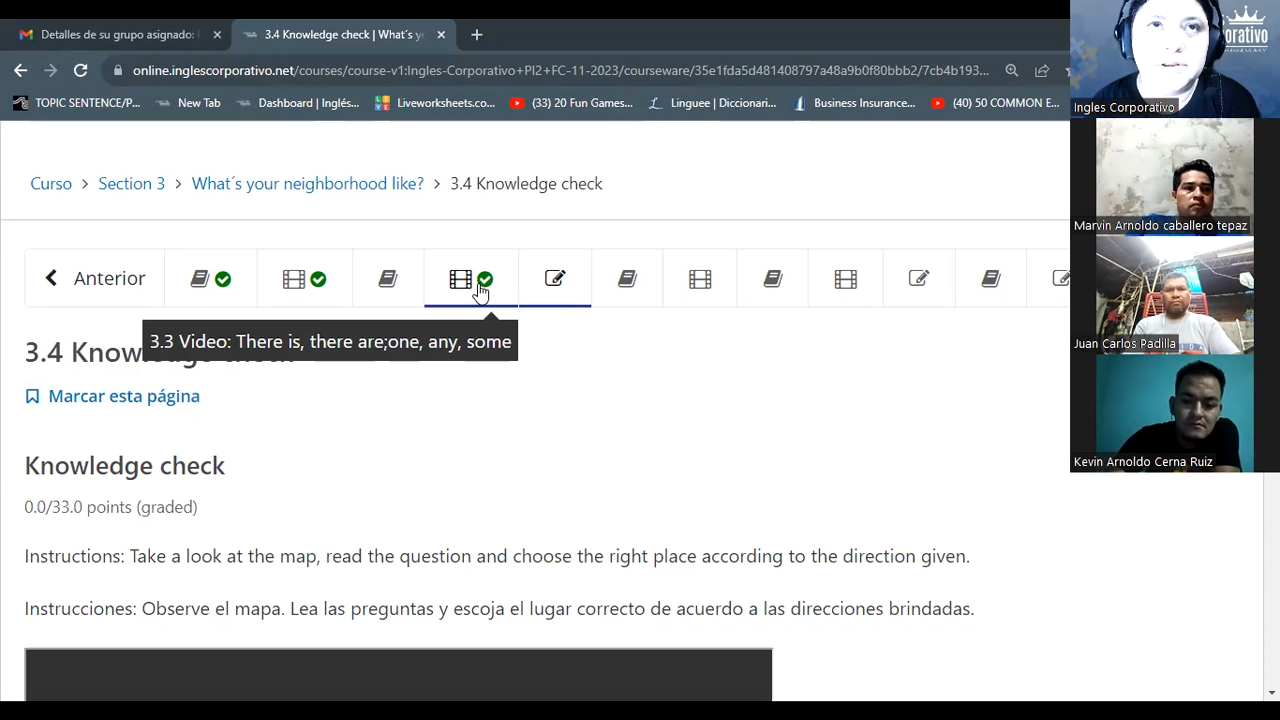 Detalles de su grupo asignado:
3.4 Knowledge check | What´s y
online.inglescorporativo.net/courses/course-v1:Ingles-Corporativo+PI2+FC-11-2023/courseware/
TOPIC SENTENCE/P...
New Tab
Dashboard | Inglés...
Liveworksheets.co...
(33) 20 Fun Games...
Linguee | Diccionari...
Business Insurance...
(40) 50 COMMON E...
orativo
Ingles Corporativo
Marvin Arnoldo caballero tepaz
Juan Carlos Padilla
Kevin Arnoldo Cerna Ruiz
Curso > Section 3 > What´s your neighborhood like? > 3.4 Knowledge check
Anterior
3.3 Video: There is, there are;one, any, some
3.4 Know
Marcar esta página
Knowledge check
0.0/33.0 points (graded)
Instructions: Take a look at the map, read the question and choose the right place according to the direction given.
Instrucciones: Observe el mapa. Lea las preguntas y escoja el lugar correcto de acuerdo a las direcciones brindadas.